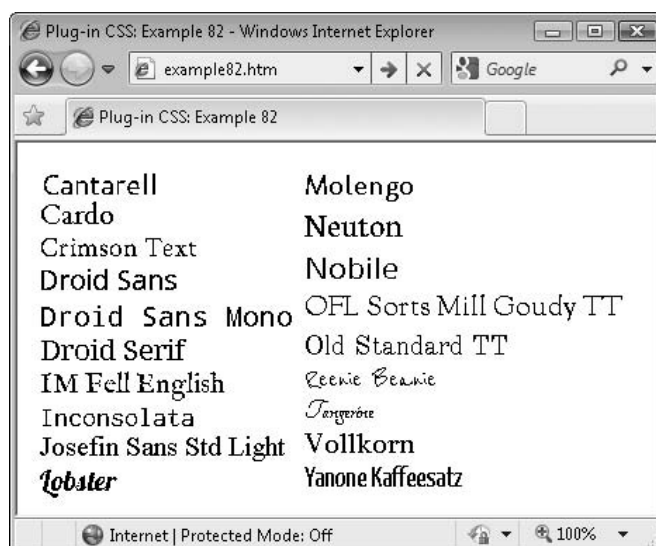 Plug-in CSS: Example 82 - Windows Internet Explorer
example82.htm
Google
Plug-in CSS: Example 82
Cantarell
Cardo
Crimson Text
Droid Sans
Droid Sans Mono
Droid Serif
IM Fell English
Inconsolata
Josefin Sans Std Light
Lobster
Molengo
Neuton
Nobile
OFL Sorts Mill Goudy TT
Old Standard TT
Reenie Beanie
Tangerine
Vollkorn
Yanone Kaffeesatz
Internet | Protected Mode: Off
100%